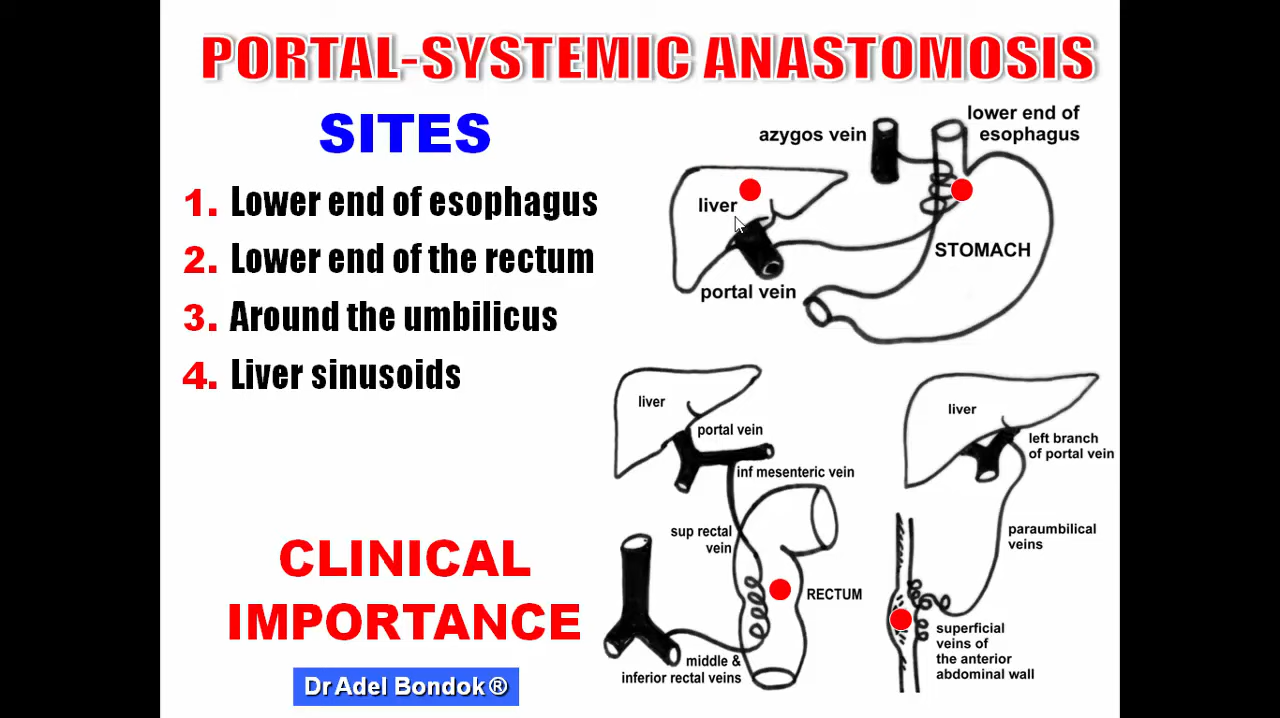 PORTAL-SYSTEMIC ANASTOMOSIS
SITES
1. Lower end of esophagus
2. Lower end of the rectum
3. Around the umbilicus
4. Liver sinusoids
CLINICAL
IMPORTANCE
Dr Adel Bondok ®
lower end of
esophagus
azygos vein
liver
STOMACH
portal vein
liver
portal vein
inf mesenteric vein
sup rectal
vein
RECTUM
middle &
inferior rectal veins
liver
left branch
of portal vein
paraumbilical
veins
superficial
veins of
the anterior
abdominal wall